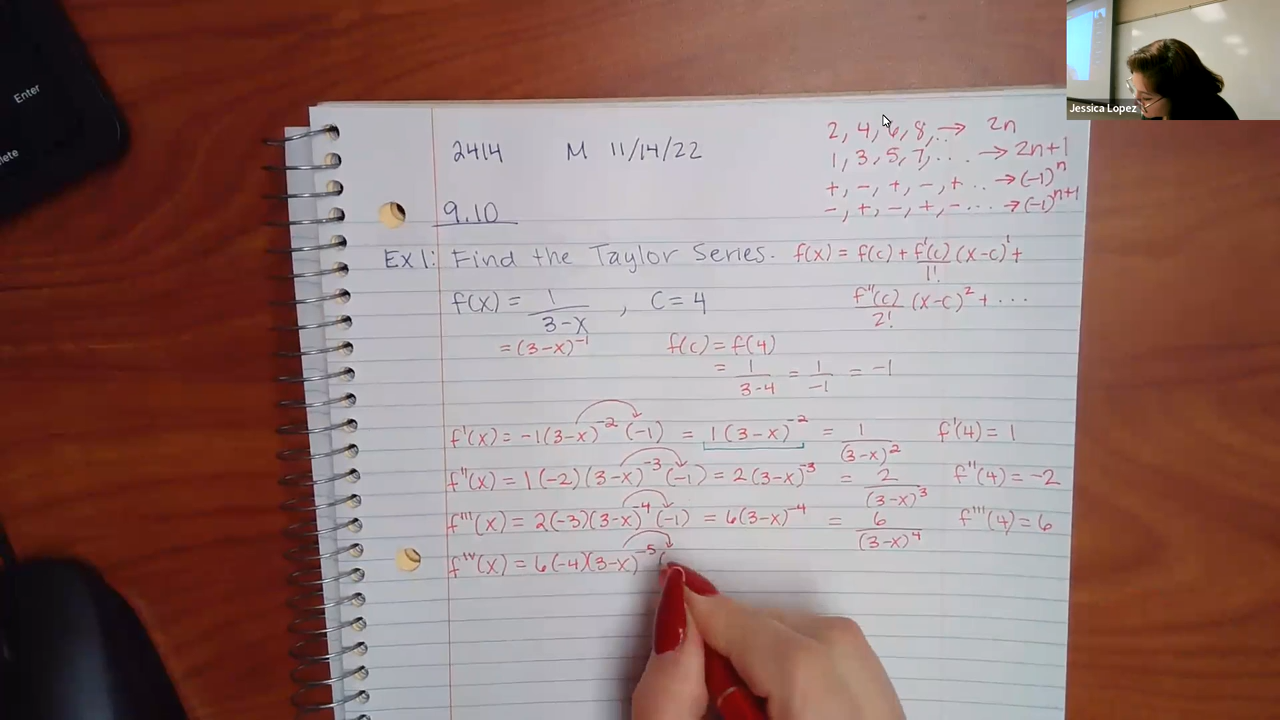 Enter
lete
Jessica Lopez
2414 M 11/14/22
2, 4, 6, 8, ... → 2n
1, 3, 5, 7, ... → 2n+1
+, -, +, -, + ... → (-1)^n
-, +, -, +, - ... → (-1)^{n+1}
9.10
Ex 1: Find the Taylor Series. f(x) = f(c) + f'(c)/1! (x-c)^1 +
f''(c)/2! (x-c)^2 + ...
f(x) = 1/(3-x) , C = 4
= (3-x)^{-1} f(c) = f(4)
= 1/(3-4) = 1/-1 = -1
f'(x) = -1(3-x)^{-2} (-1) = 1(3-x)^{-2} = 1/(3-x)^2 f'(4) = 1
f''(x) = 1(-2)(3-x)^{-3} (-1) = 2(3-x)^{-3} = 2/(3-x)^3 f''(4) = -2
f'''(x) = 2(-3)(3-x)^{-4} (-1) = 6(3-x)^{-4} = 6/(3-x)^4 f'''(4) = 6
f^{IV}(x) = 6(-4)(3-x)^{-5} (